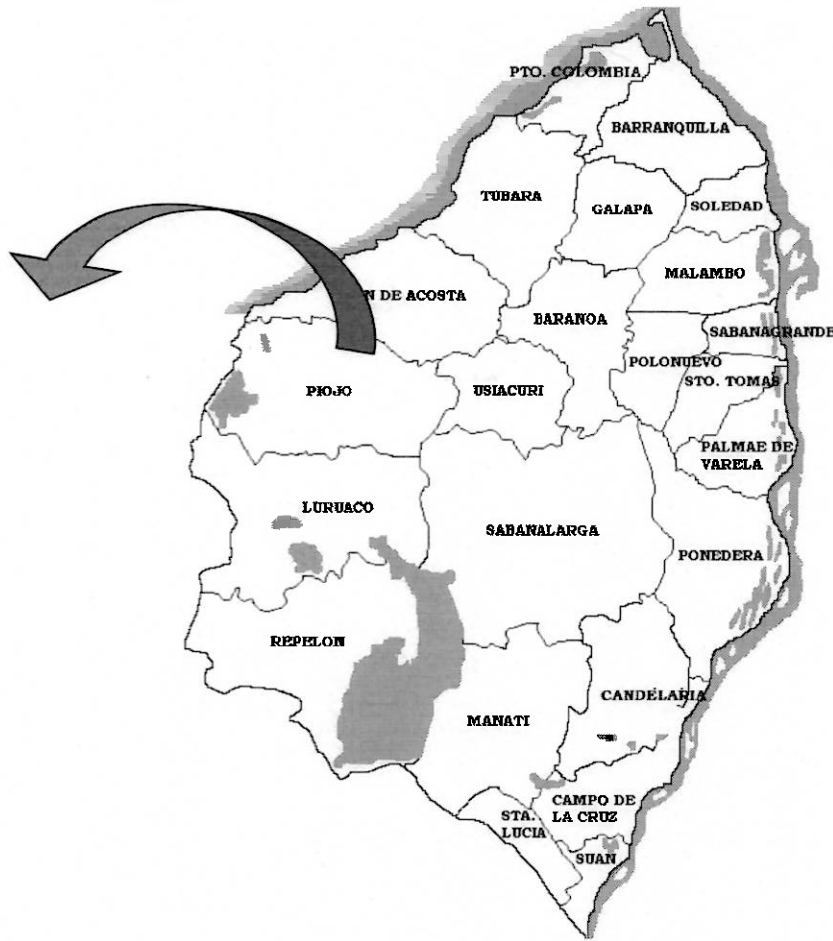 PTO. COLOMBIA
BARRANQUILLA
TUBARA
GALAPA
SOLEDAD
MALAMBO
N DE ACOSTA
BARANOA
SABANAGRANDE
POLONUEVO
STO. TOMAS
PIOJO
USIACURI
PALMAE DE
VARELA
LURUACO
SABANALARGA
PONEDERA
REPELON
CANDELARIA
MANATI
CAMPO DE
LA CRUZ
STA.
LUCIA
SUAN